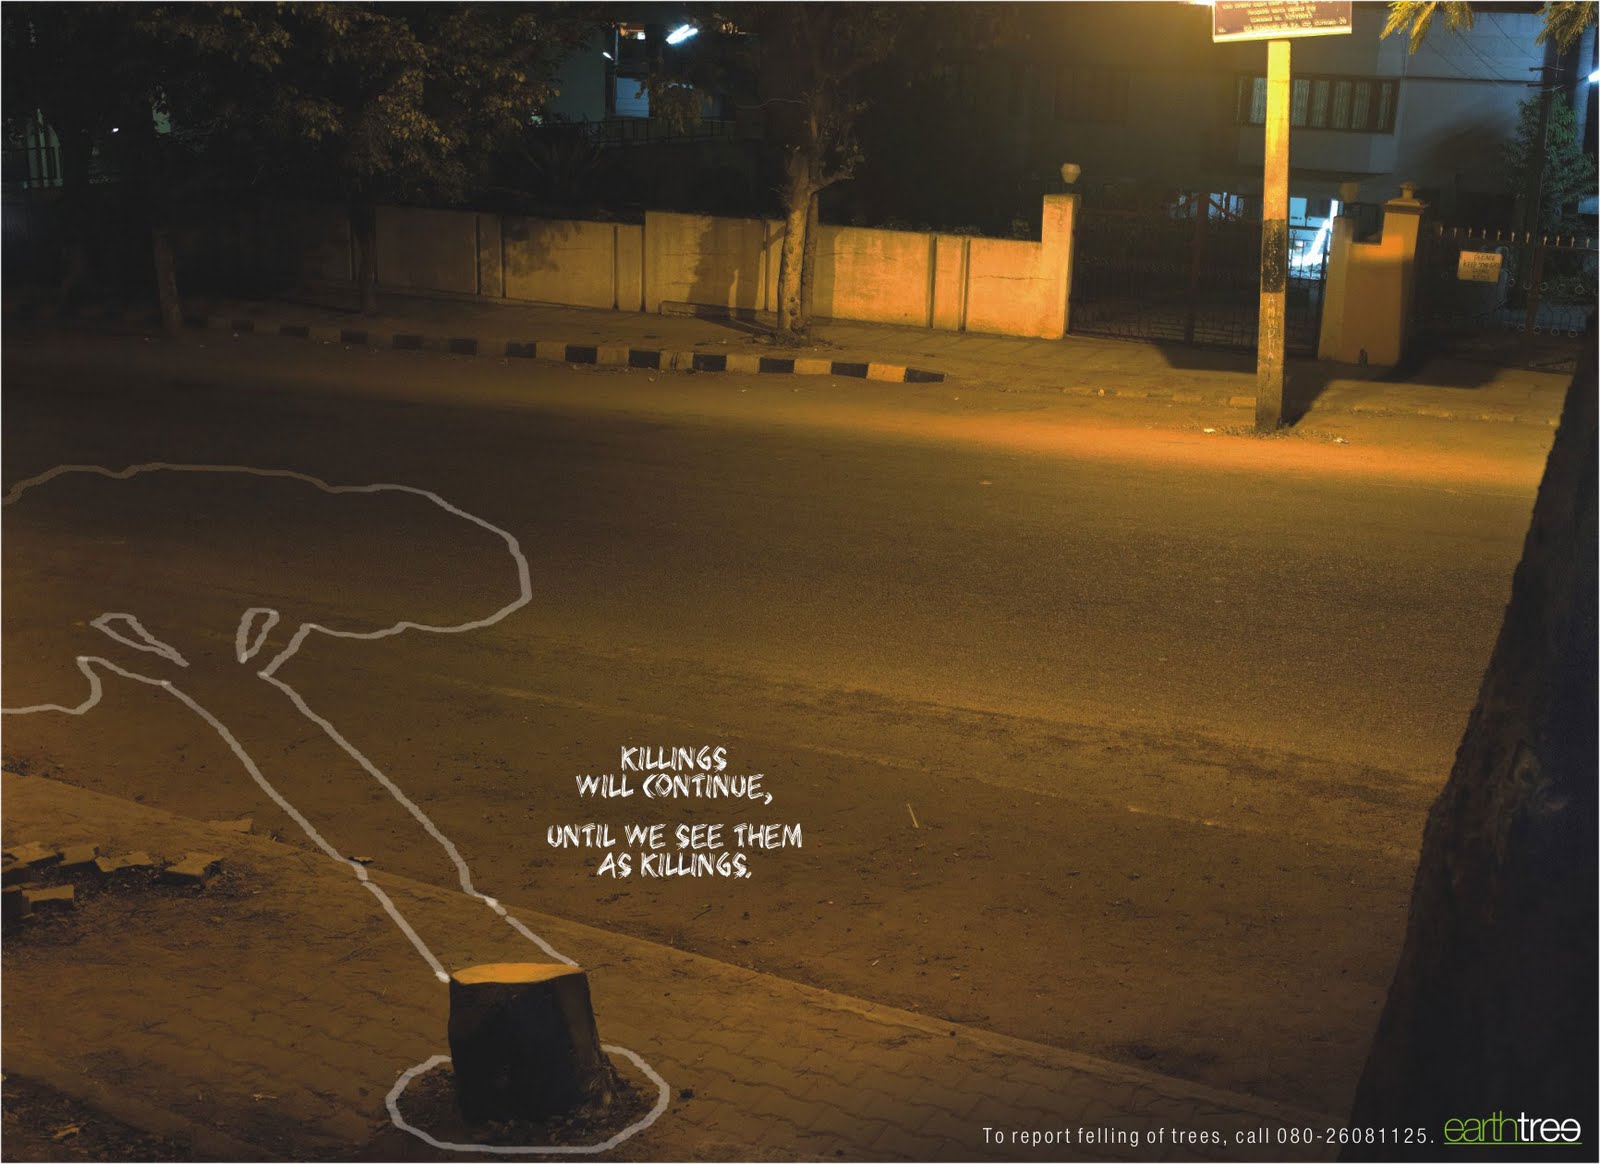 KILLINGS
WILL CONTINUE,
UNTIL WE SEE THEM
AS KILLINGS.
To report felling of trees, call 080-26081125.
earthtree